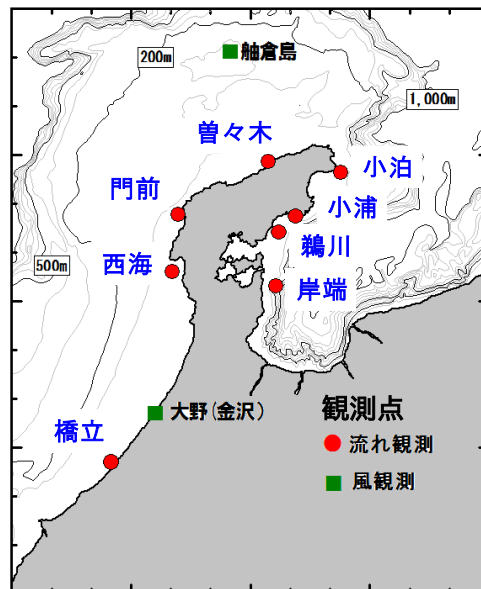 舳倉島
200m
1,000m
曽々木
小泊
門前
小浦
鵜川
500m
西海
岸端
観測点
大野(金沢)
橋立
流れ観測
風観測